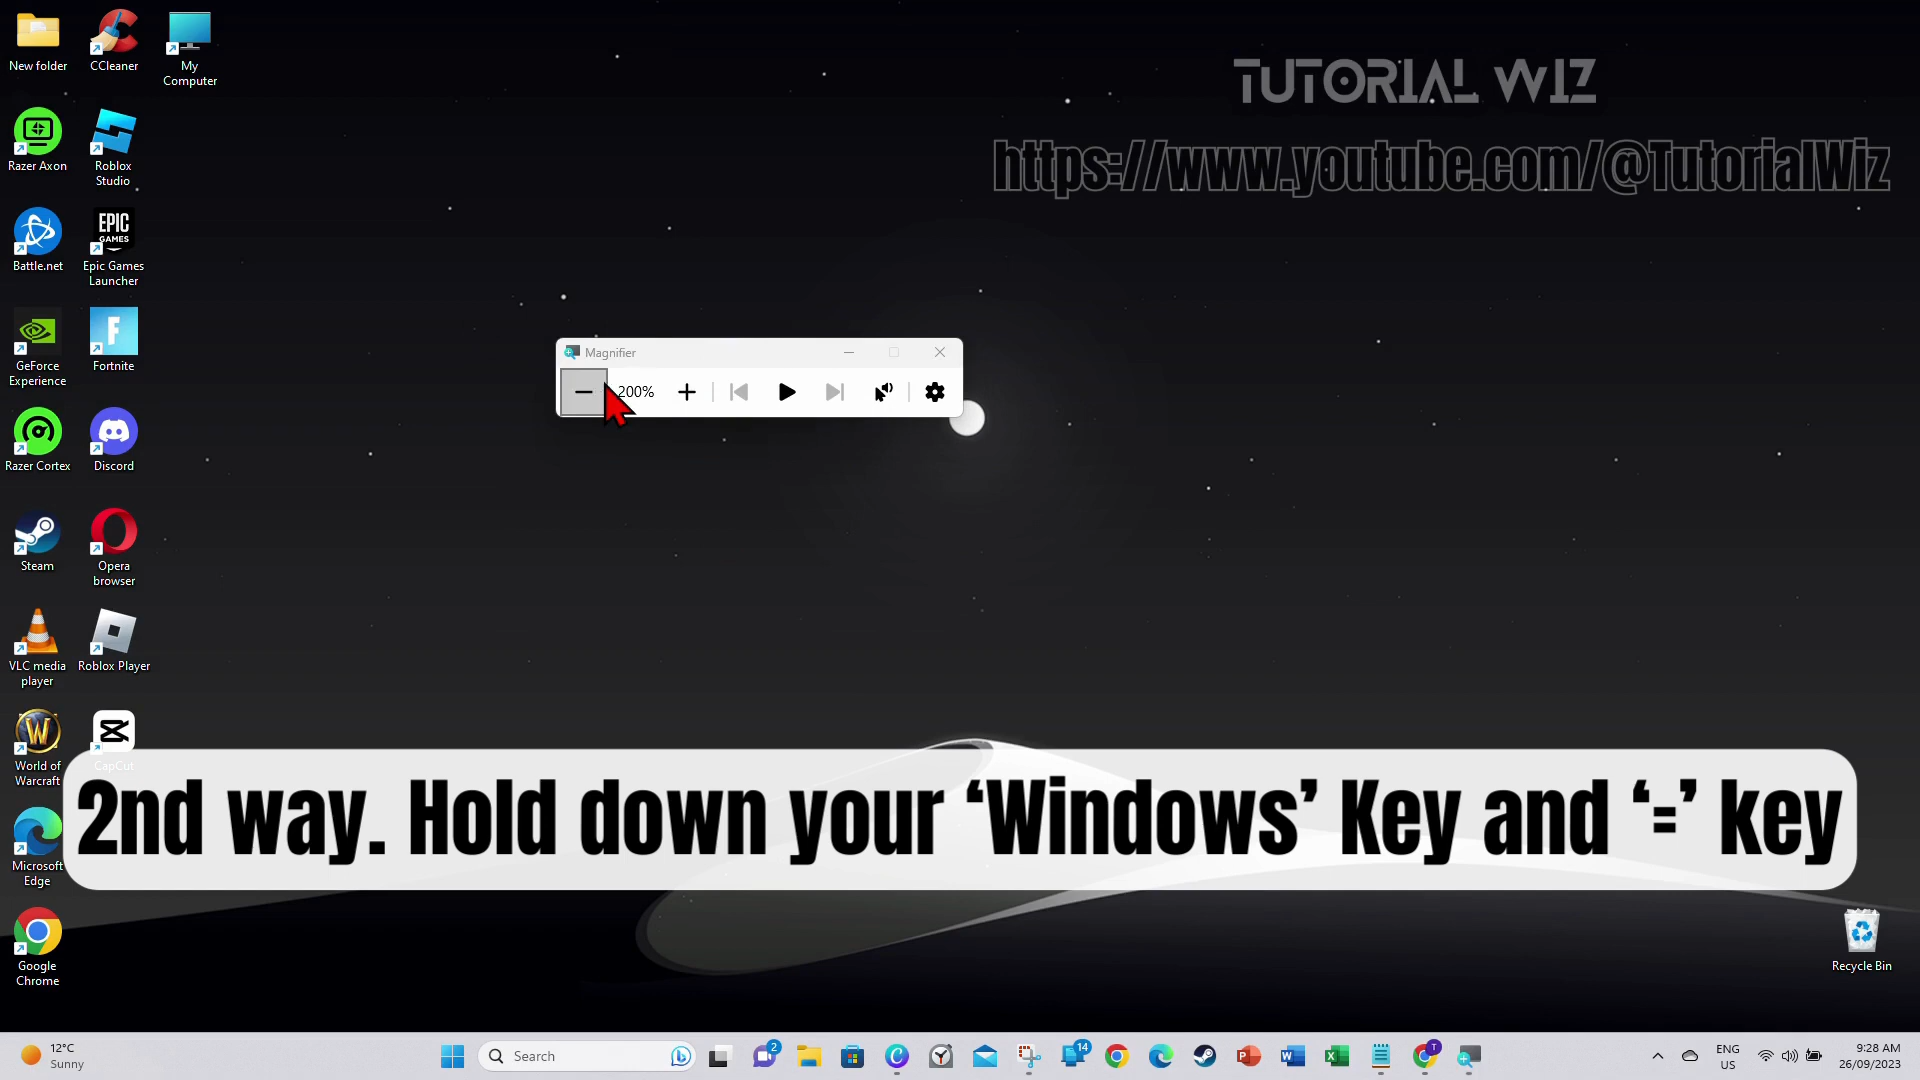 New folder
CCleaner
My
Computer
TUTORIAL WIZ
https://www.youtube.com/@TutorialWiz
Razer Axon
Roblox
Studio
Battle.net
EPIC
GAMES
Epic Games
Launcher
GeForce
Experience
F
Fortnite
Magnifier
200%
Razer Cortex
Discord
Steam
Opera
browser
VLC media
player
Roblox Player
W
World of
Warcraft
CapCut
2nd way. Hold down your ‘Windows’ Key and ‘=’ key
Microsoft
Edge
Google
Chrome
Recycle Bin
12°C
Sunny
Search
2
14
T
ENG
US
9:28 AM
26/09/2023